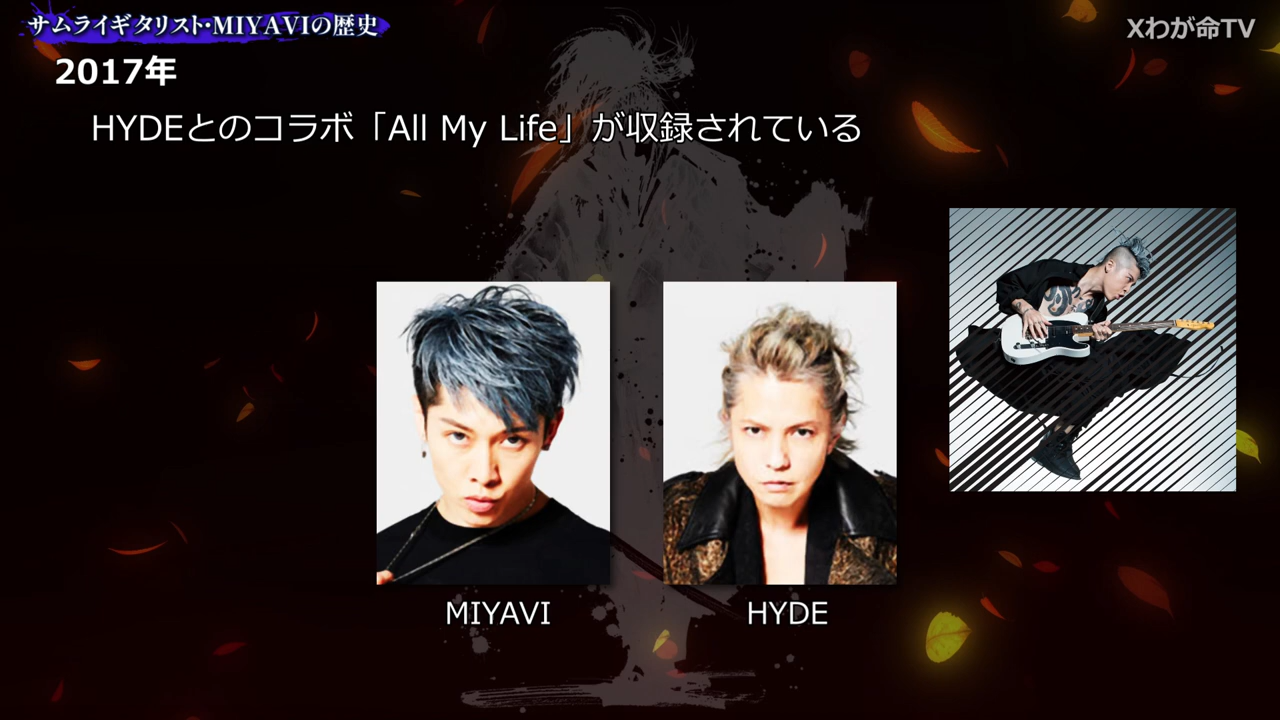 サムライギタリスト・MIYAVIの歴史
Xわが命TV
2017年
HYDEとのコラボ「All My Life」が収録されている
MIYAVI
HYDE